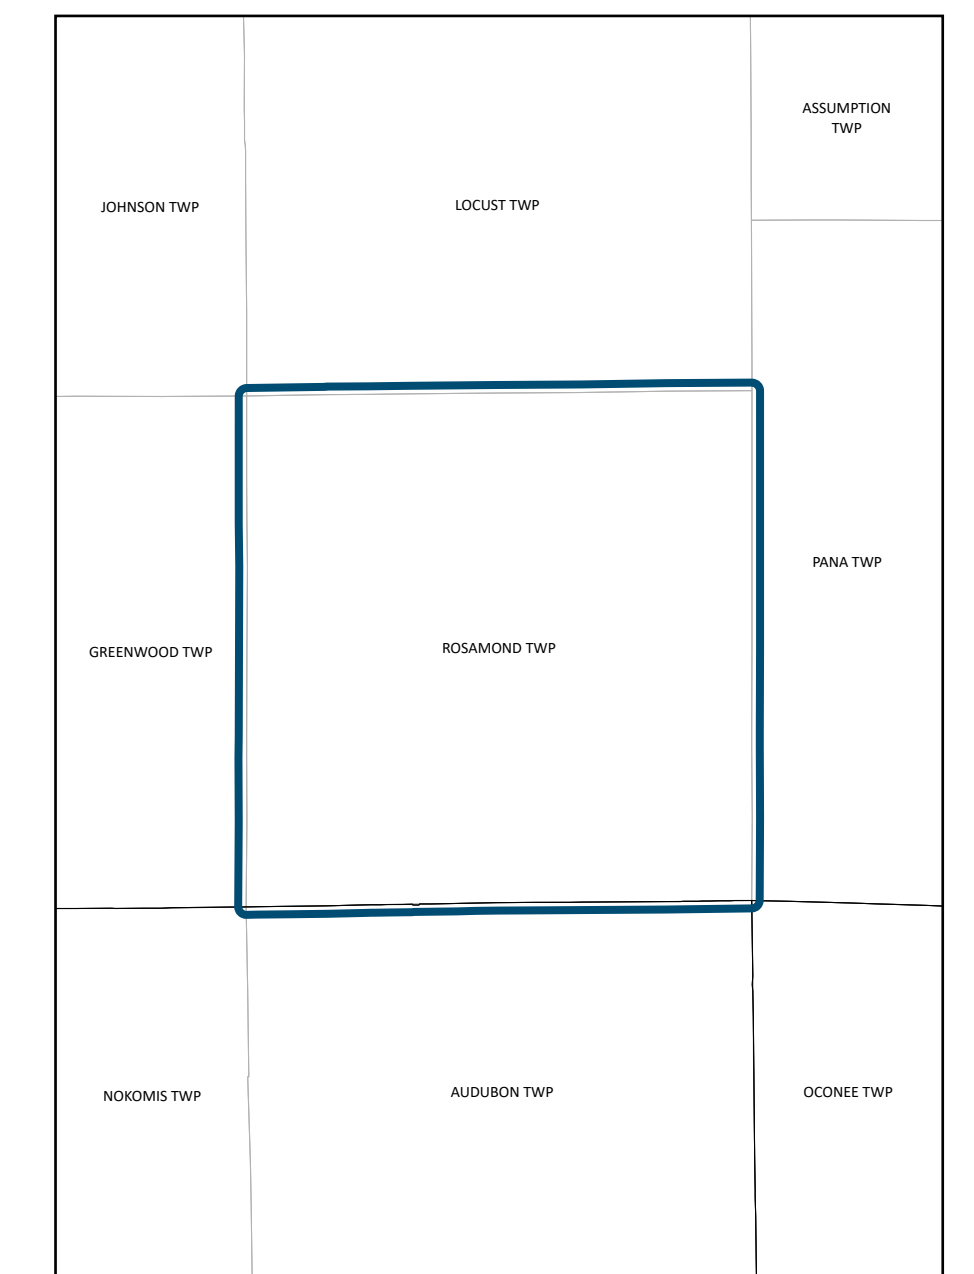 ASSUMPTION
TWP
JOHNSON TWP
LOCUST TWP
PANA TWP
GREENWOOD TWP
ROSAMOND TWP
NOKOMIS TWP
AUDUBON TWP
OCONEE TWP